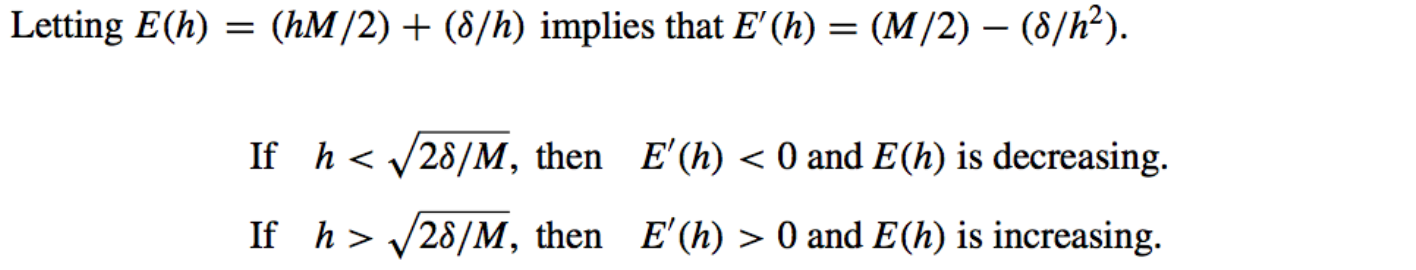 Letting E(h) = (hM/2) + (δ/h) implies that E′(h) = (M/2) − (δ/h²).
If h < √2δ/M, then E′(h) < 0 and E(h) is decreasing.
If h > √2δ/M, then E′(h) > 0 and E(h) is increasing.